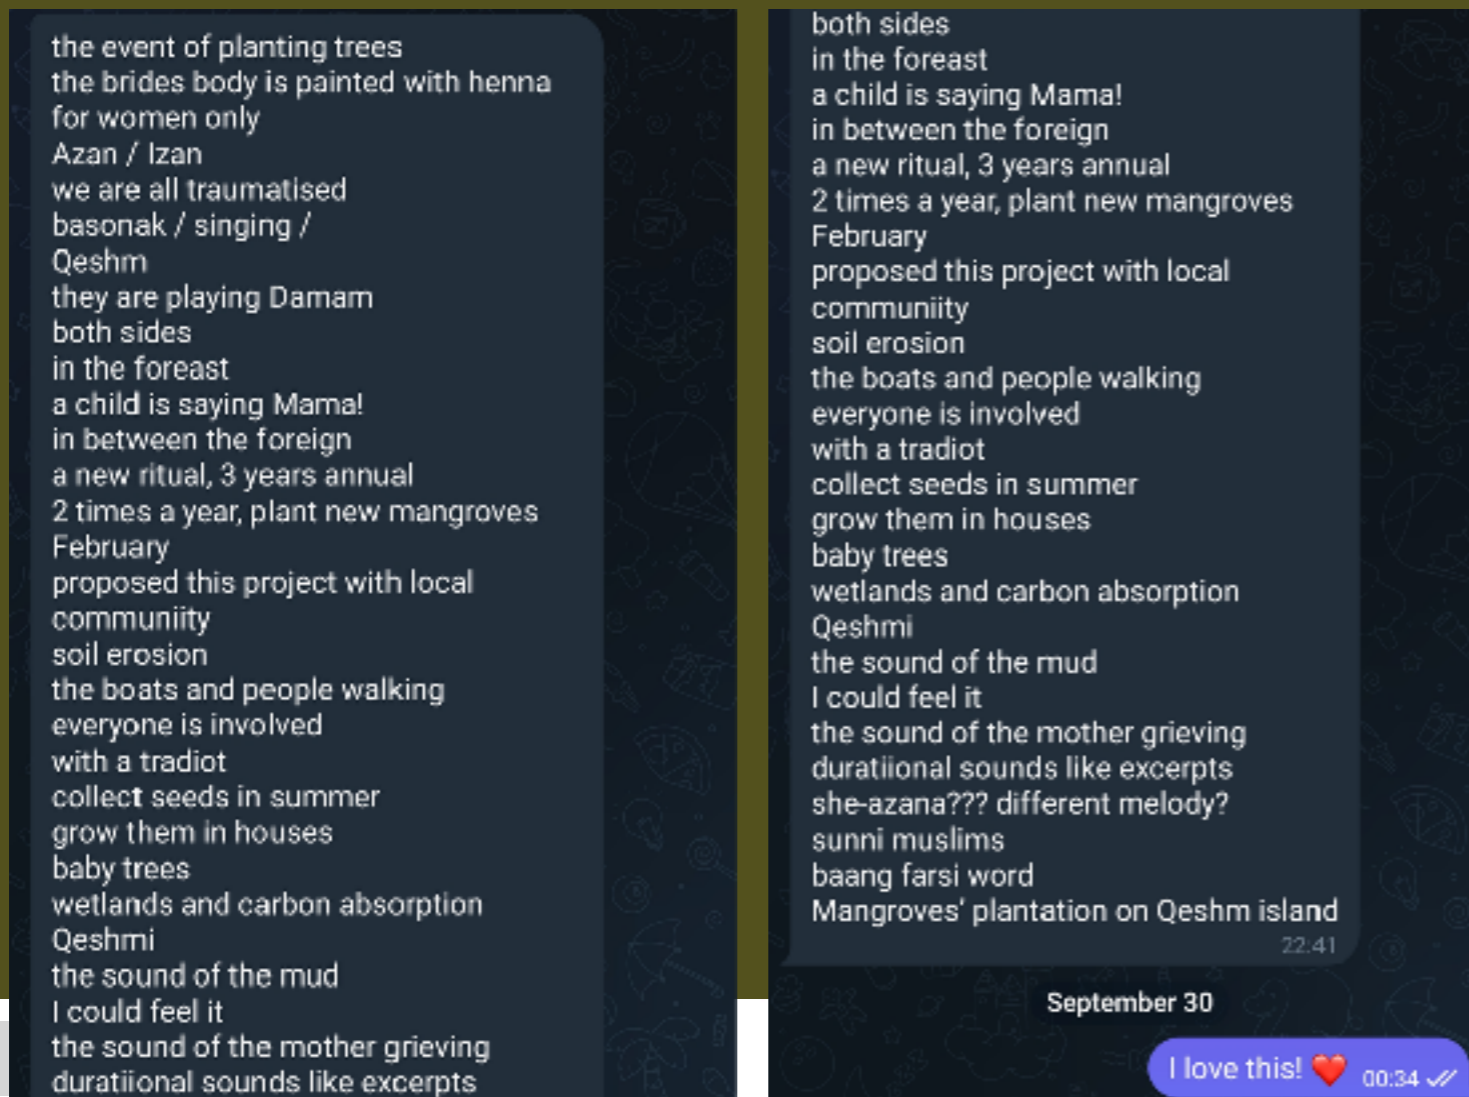 the event of planting trees
the brides body is painted with henna
for women only
Azan / Izan
we are all traumatised
basonak / singing /
Qeshm
they are playing Damam
both sides
in the foreast
a child is saying Mama!
in between the foreign
a new ritual, 3 years annual
2 times a year, plant new mangroves
February
proposed this project with local
communiity
soil erosion
the boats and people walking
everyone is involved
with a tradiot
collect seeds in summer
grow them in houses
baby trees
wetlands and carbon absorption
Qeshmi
the sound of the mud
I could feel it
the sound of the mother grieving
duratiional sounds like excerpts
both sides
in the foreast
a child is saying Mama!
in between the foreign
a new ritual, 3 years annual
2 times a year, plant new mangroves
February
proposed this project with local
communiity
soil erosion
the boats and people walking
everyone is involved
with a tradiot
collect seeds in summer
grow them in houses
baby trees
wetlands and carbon absorption
Qeshmi
the sound of the mud
I could feel it
the sound of the mother grieving
duratiional sounds like excerpts
she-azana??? different melody?
sunni muslims
baang farsi word
Mangroves' plantation on Qeshm island
22:41
September 30
I love this! ❤️ 00:34